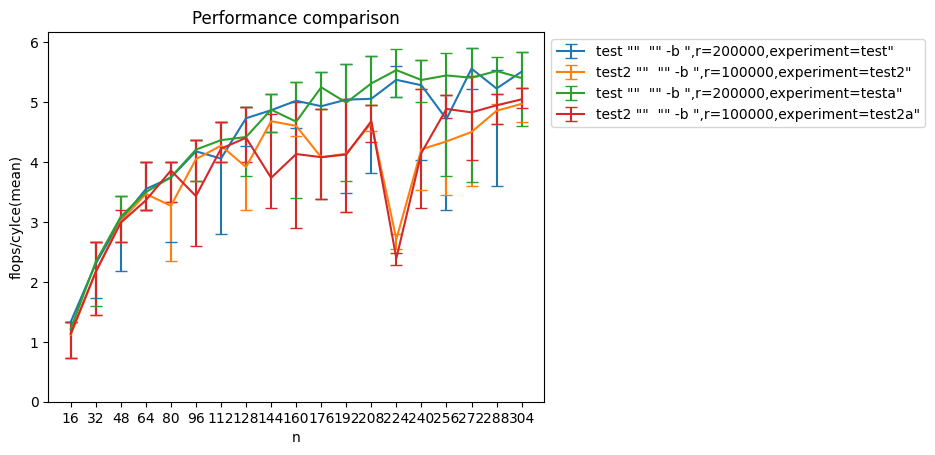 Performance comparison
test "" "" -b ",r=200000,experiment=test"
test2 "" "" -b ",r=100000,experiment=test2"
test "" "" -b ",r=200000,experiment=testa"
test2 "" "" -b ",r=100000,experiment=test2a"
flops/cylce(mean)
6
5
4
3
2
1
0
16 32 48 64 80 96 112 128 144 160 176 192 208 224 240 256 272 288 304
n